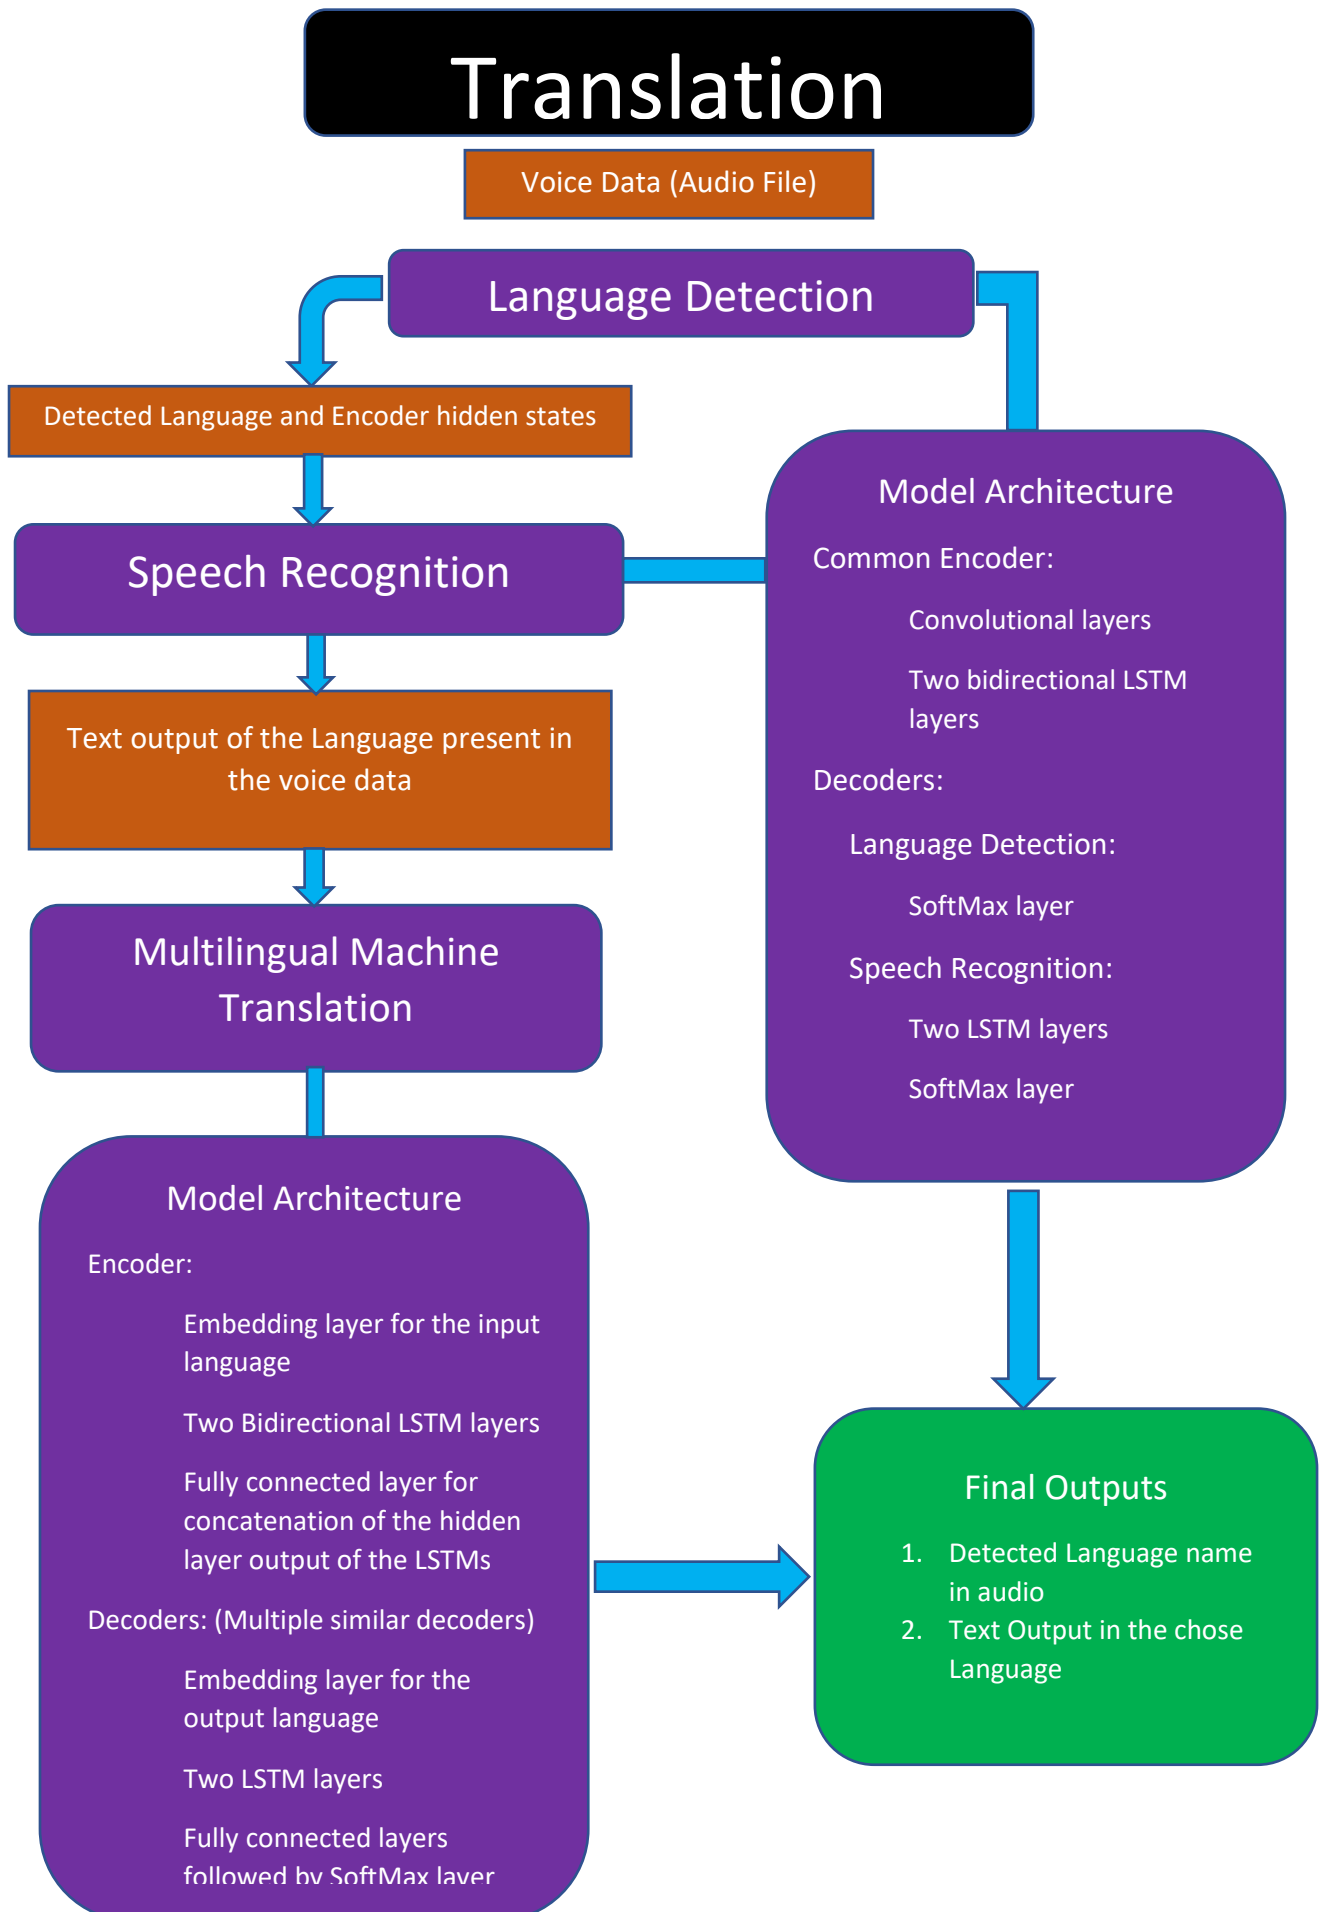 Translation
Voice Data (Audio File)
Language Detection
Detected Language and Encoder hidden states
Speech Recognition
Text output of the Language present in
the voice data
Multilingual Machine
Translation
Model Architecture
Common Encoder:
Convolutional layers
Two bidirectional LSTM
layers
Decoders:
Language Detection:
SoftMax layer
Speech Recognition:
Two LSTM layers
SoftMax layer
Model Architecture
Encoder:
Embedding layer for the input
language
Two Bidirectional LSTM layers
Fully connected layer for
concatenation of the hidden
layer output of the LSTMs
Decoders: (Multiple similar decoders)
Embedding layer for the
output language
Two LSTM layers
Fully connected layers
followed by SoftMax layer
Final Outputs
1. Detected Language name
in audio
2. Text Output in the chose
Language